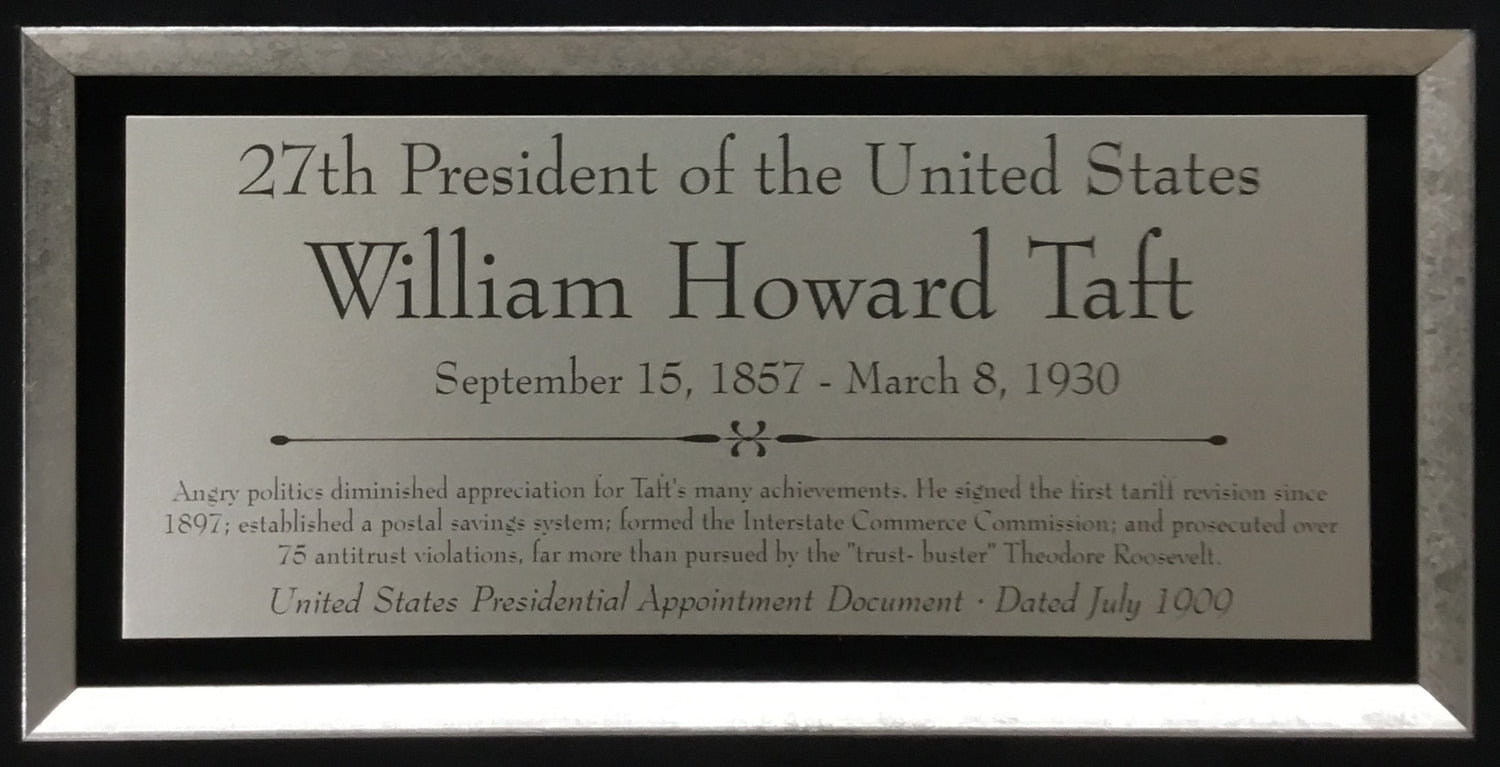 27th President of the United States
William Howard Taft
September 15, 1857 - March 8, 1930
Angry politics diminished appreciation for Taft's many achievements. He signed the first tariff revision since
1897; established a postal savings system; formed the Interstate Commerce Commission; and prosecuted over
75 antitrust violations, far more than pursued by the "trust- buster" Theodore Roosevelt.
United States Presidential Appointment Document · Dated July 1909